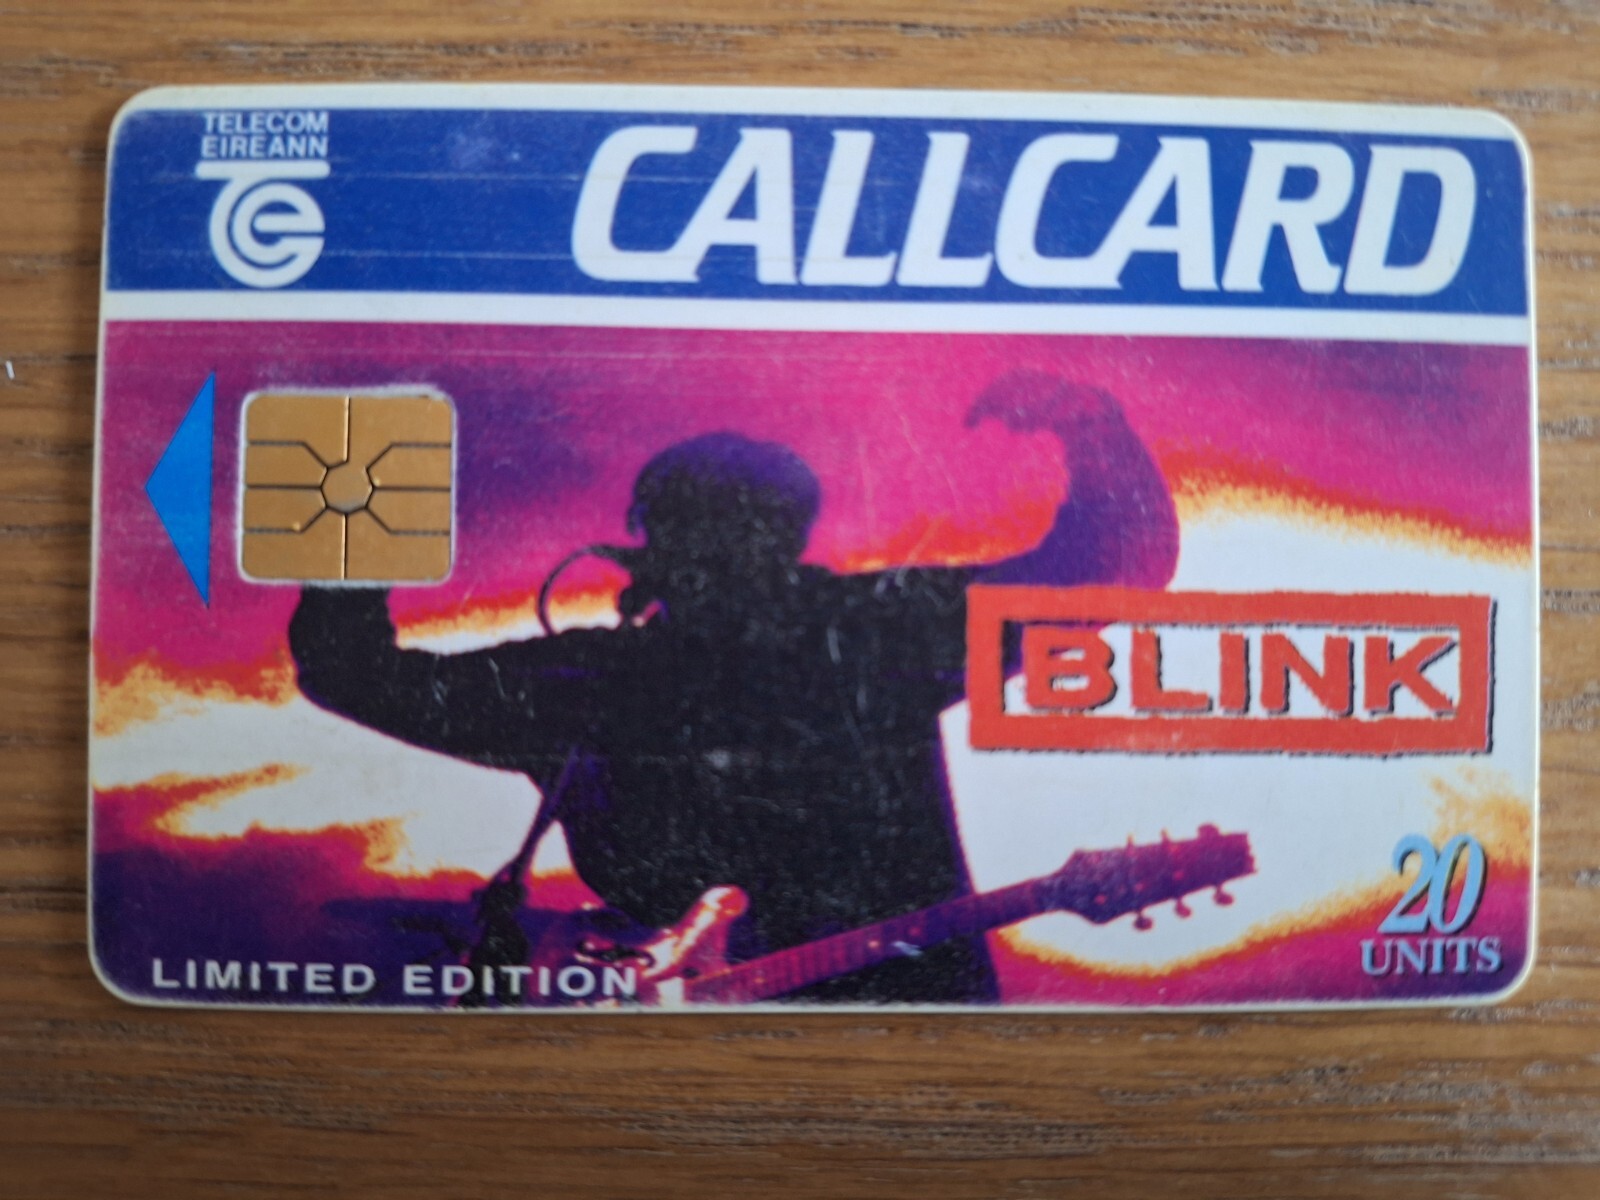 TELECOM
EIREANN
CALLCARD
BLINK
20
UNITS
LIMITED EDITION